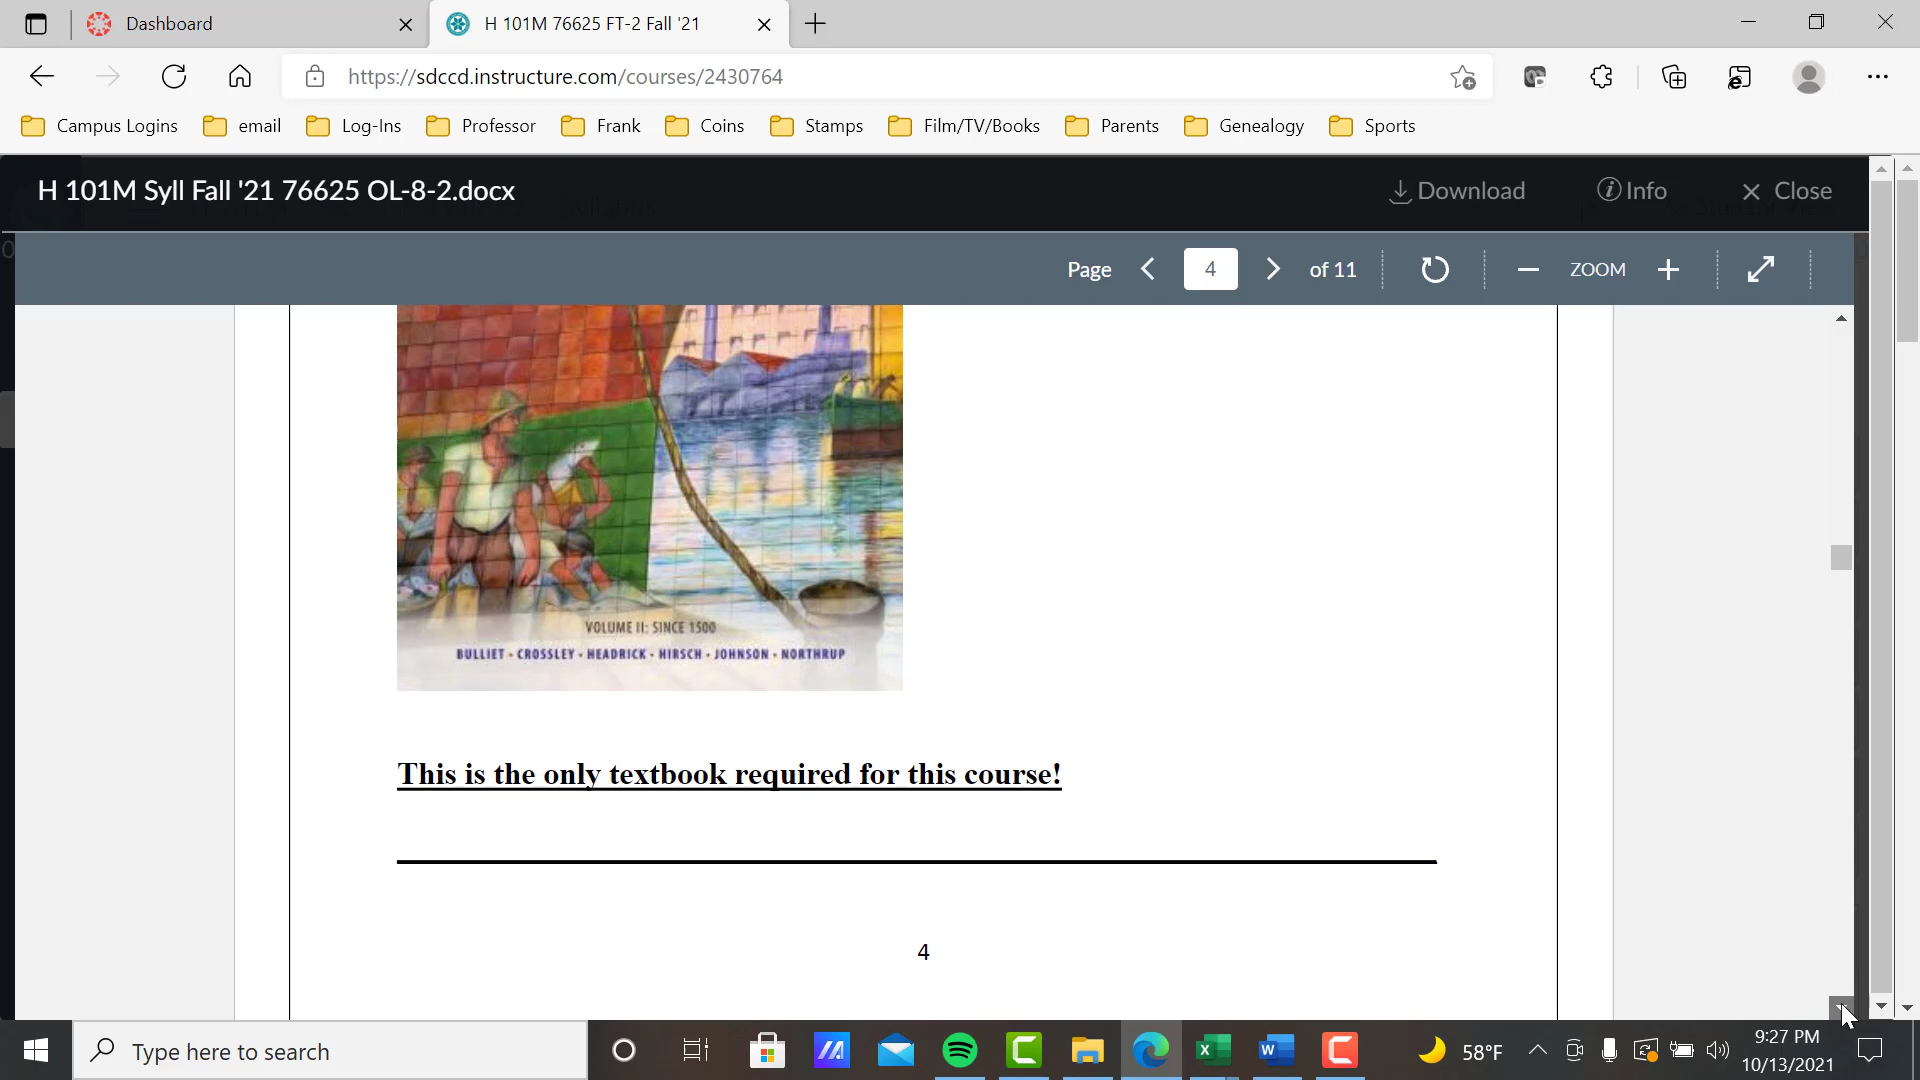 Dashboard
H 101M 76625 FT-2 Fall '21
https://sdccd.instructure.com/courses/2430764
Campus Logins
email
Log-Ins
Professor
Frank
Coins
Stamps
Film/TV/Books
Parents
Genealogy
Sports
H 101M Syll Fall '21 76625 OL-8-2.docx
Download
Info
Close
Page
4
of 11
ZOOM
VOLUME II: SINCE 1500
BULLIET - CROSSLEY - HEADRICK - HIRSCH - JOHNSON - NORTHRUP
This is the only textbook required for this course!
4
Type here to search
58°F
9:27 PM
10/13/2021